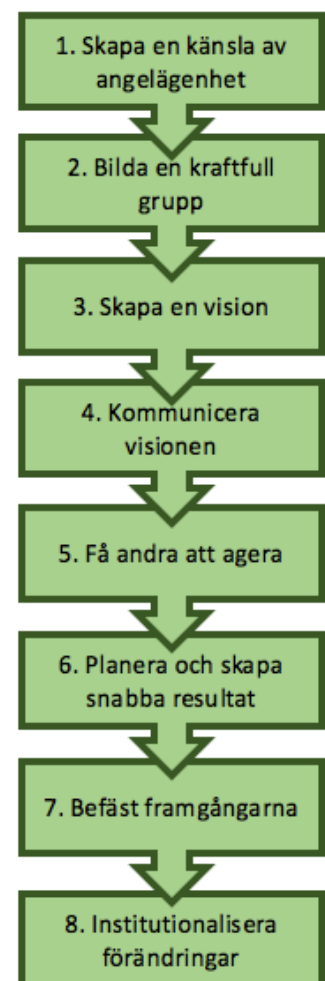 1. Skapa en känsla av
angelägenhet
2. Bilda en kraftfull
grupp
3. Skapa en vision
4. Kommunicera
visionen
5. Få andra att agera
6. Planera och skapa
snabba resultat
7. Befäst framgångarna
8. Institutionalisera
förändringar